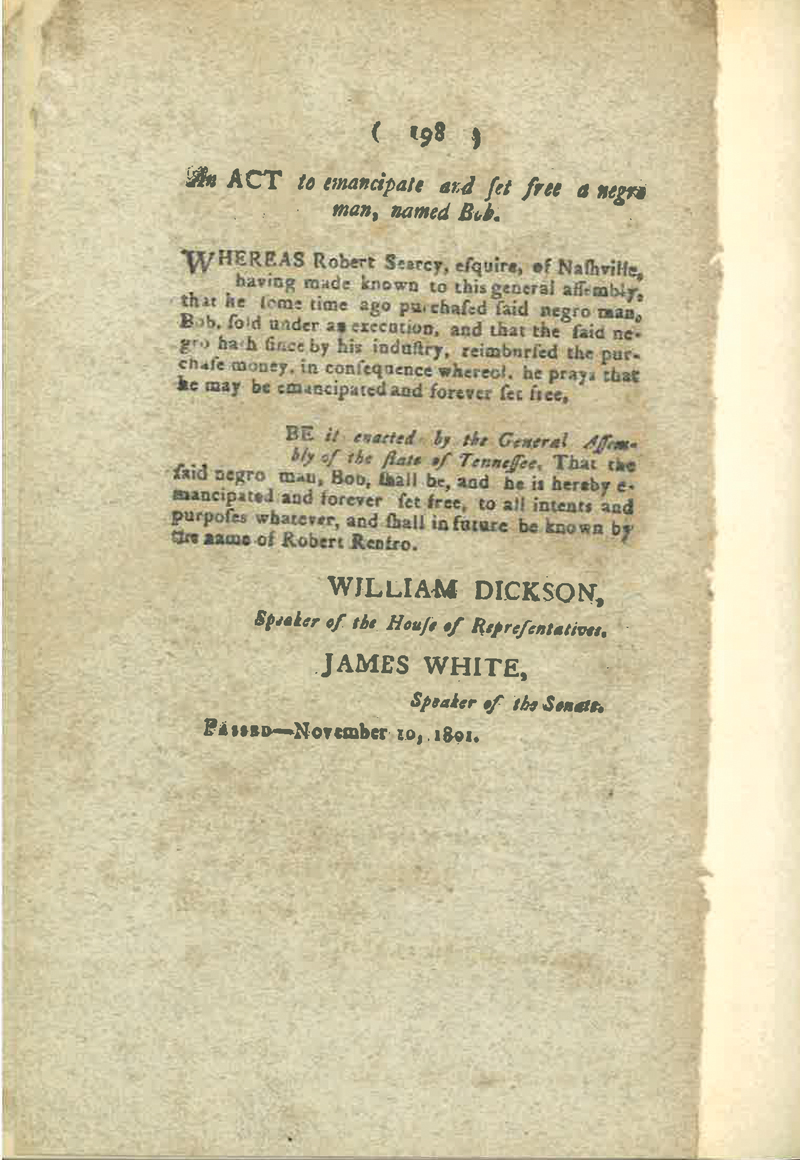 ( 198 )
An ACT to emancipate and ſet free a negro
man, named Bob.
WHEREAS Robert Searcy, eſquire, of Naſhville,
having made known to this general aſſembly,
that he ſome time ago purchaſed ſaid negro man,
Bob, ſold under an execution, and that the ſaid ne-
gro hath ſince by his induſtry, reimburſed the pur-
chaſe money, in conſequence whereof, he prays that
he may be emancipated and forever ſet free,
BE it enacted by the General Aſſem-
bly of the ſtate of Tenneſſee, That the
ſaid negro man, Bob, ſhall be, and he is hereby e-
mancipated and forever ſet free, to all intents and
purpoſes whatever, and ſhall in future be known by
the name of Robert Renfro.
WILLIAM DICKSON,
Speaker of the Houſe of Repreſentatives.
JAMES WHITE,
Speaker of the Senate.
PASSED—November 10, 1801.